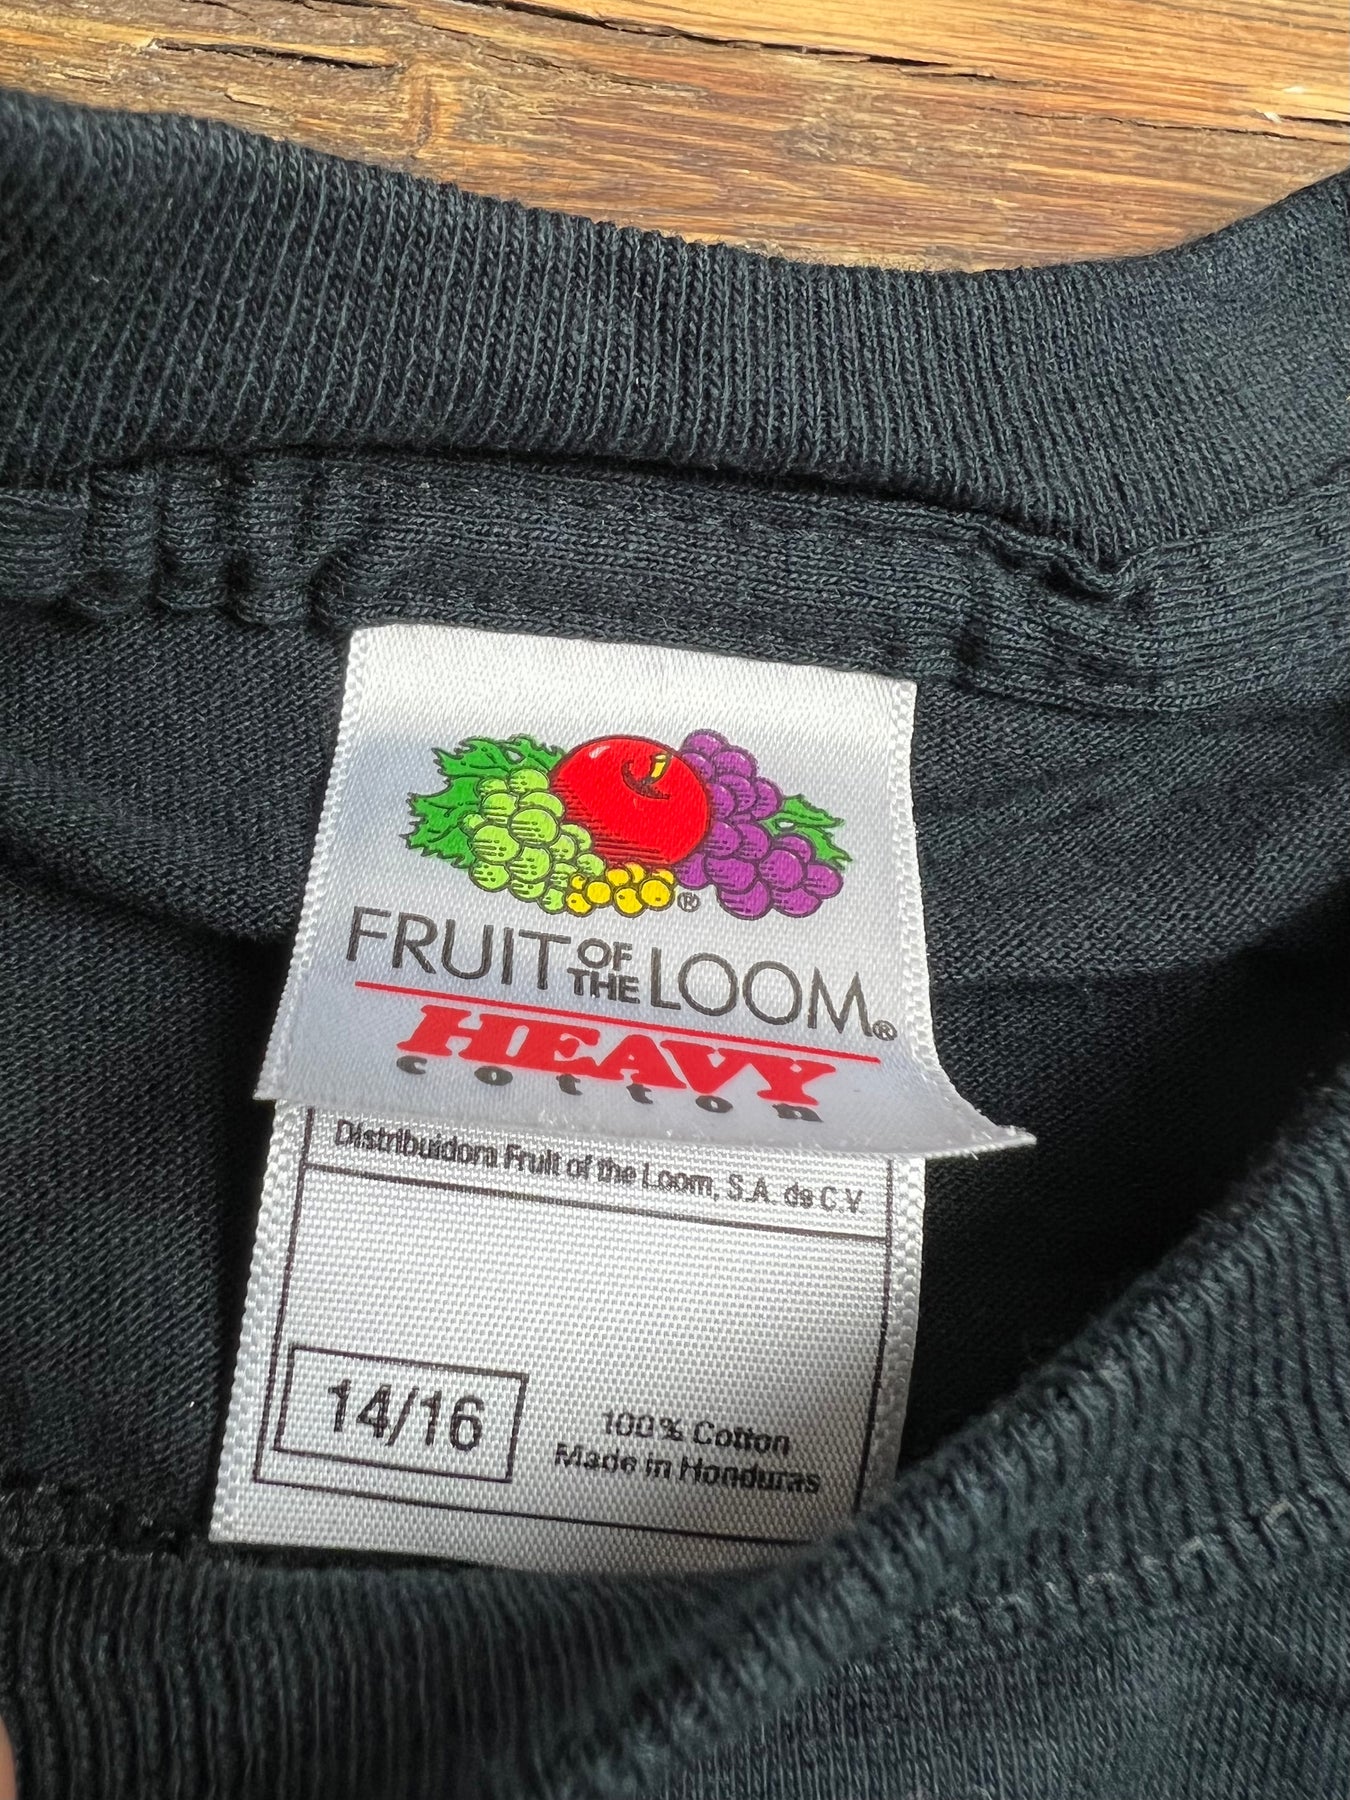 ®
FRUIT OF THE LOOM®
HEAVY
cotton
Distribuidora Fruit of the Loom, S.A. de C.V.
14/16
100% Cotton
Made in Honduras